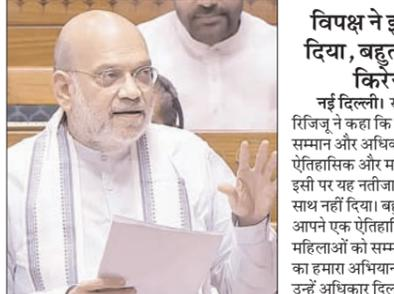 विपक्ष ने इ
दिया, बहुत
किरे
नई दिल्ली। स
रिजिजू ने कहा कि
सम्मान और अधिक
ऐतिहासिक और म
इसी पर यह नतीजा
साथ नहीं दिया। बह
आपने एक ऐतिहासि
महिलाओं को सम्म
का हमारा अभियान
उन्हें अधिकार दिल